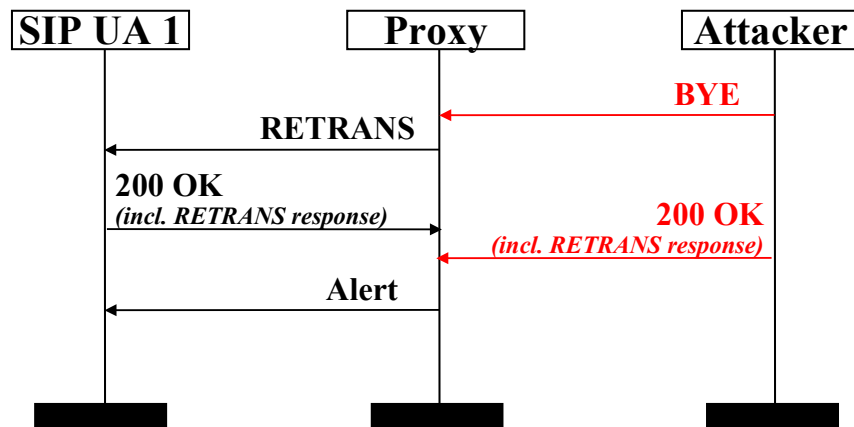 SIP UA 1
Proxy
Attacker
BYE
RETRANS
200 OK
(incl. RETRANS response)
200 OK
(incl. RETRANS response)
Alert